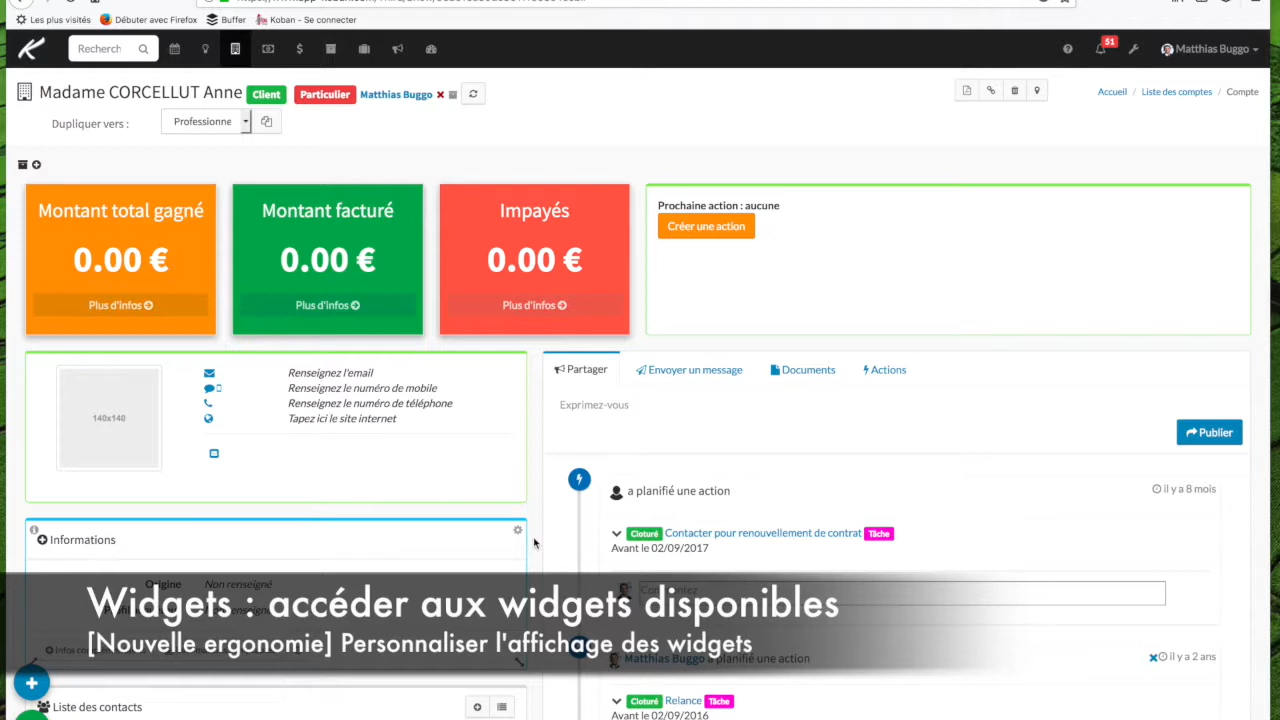 Les plus visités Débuter avec Firefox Buffer Koban - Se connecter
Recherch
51
Matthias Buggo
Madame CORCELLUT Anne Client Particulier Matthias Buggo
Accueil / Liste des comptes / Compte
Dupliquer vers : Professionne
Montant total gagné
0.00 €
Plus d'infos
Montant facturé
0.00 €
Plus d'infos
Impayés
0.00 €
Plus d'infos
Prochaine action : aucune
Créer une action
140x140
Renseignez l'email
Renseignez le numéro de mobile
Renseignez le numéro de téléphone
Tapez ici le site internet
Partager Envoyer un message Documents Actions
Exprimez-vous
Publier
a planifié une action
il y a 8 mois
Cloturé Contacter pour renouvellement de contrat Tâche
Avant le 02/09/2017
Informations
Origine Non renseigné
Widgets : accéder aux widgets disponibles
[Nouvelle ergonomie] Personnaliser l'affichage des widgets
Matthias Buggo a planifié une action
il y a 2 ans
Cloturé Relance Tâche
Avant le 02/09/2016
Liste des contacts